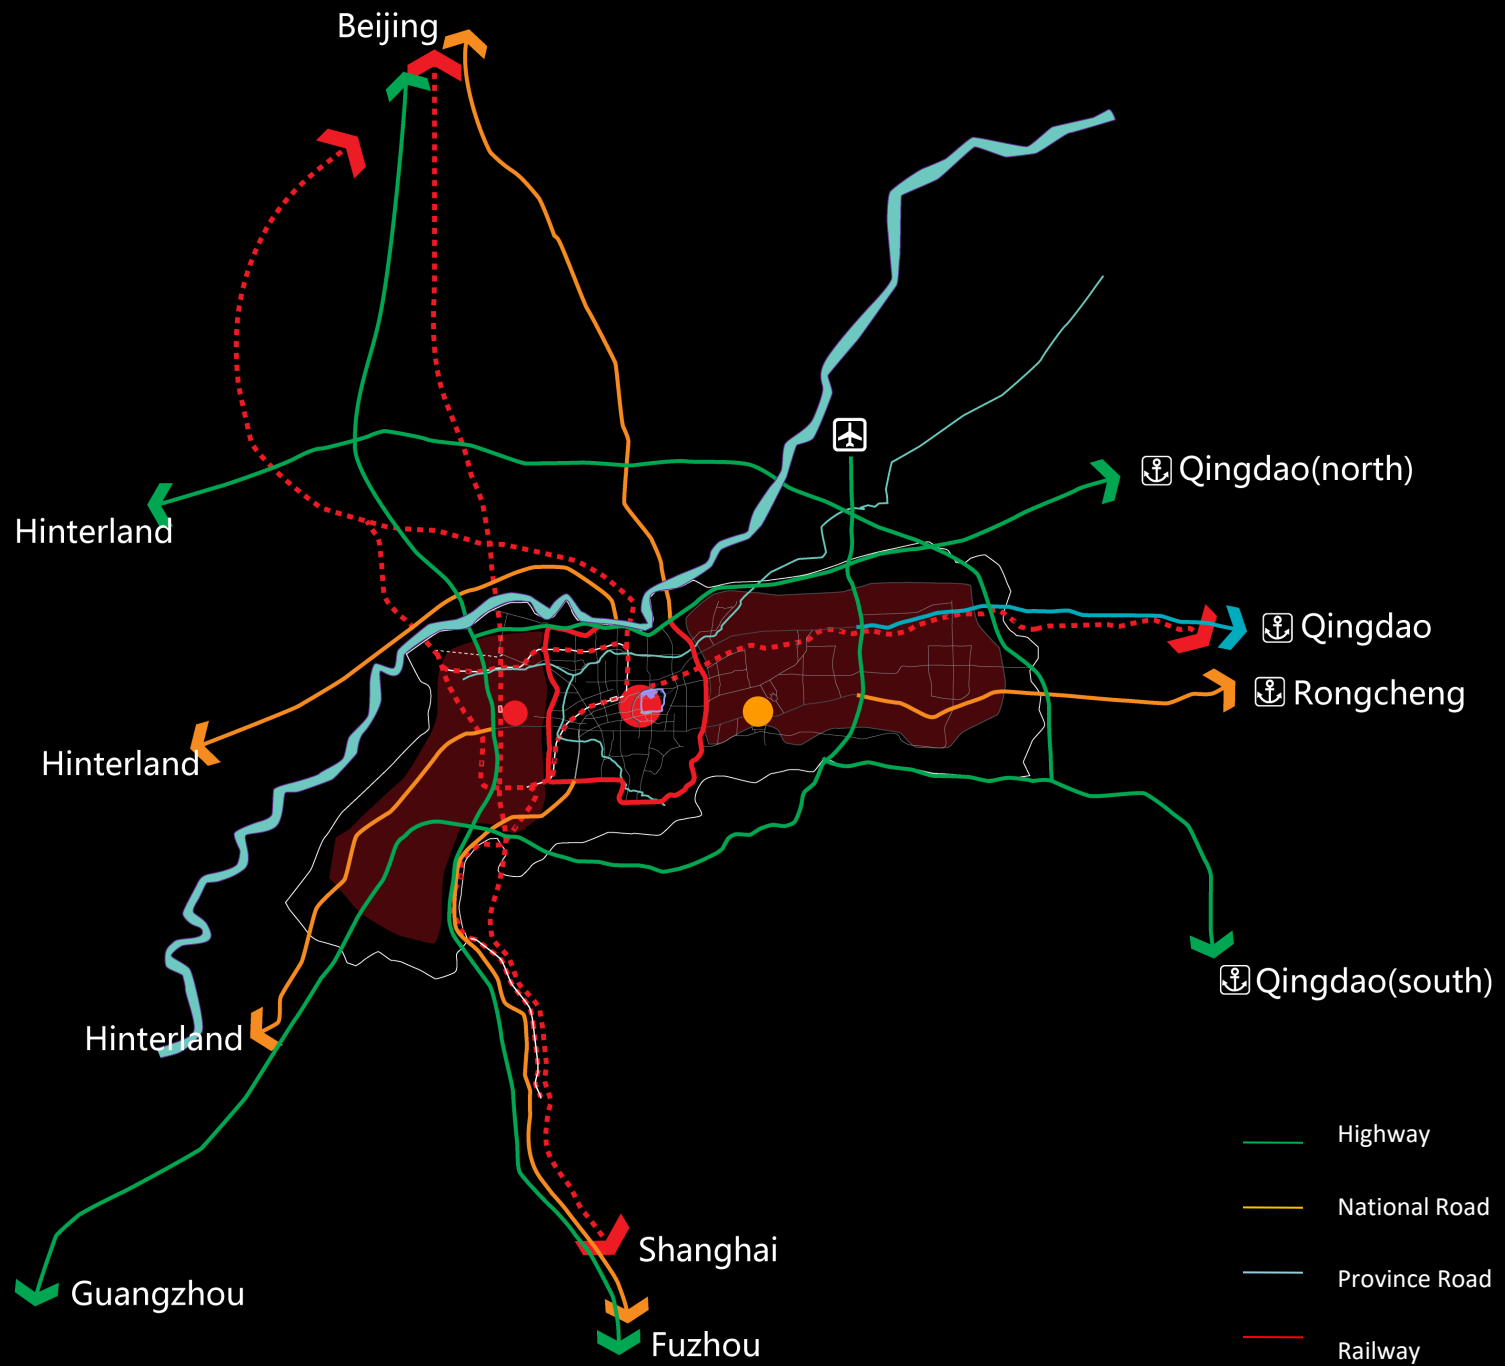 Beijing
Qingdao(north)
Hinterland
Qingdao
Rongcheng
Hinterland
Qingdao(south)
Hinterland
Highway
National Road
Shanghai
Province Road
Guangzhou
Fuzhou
Railway